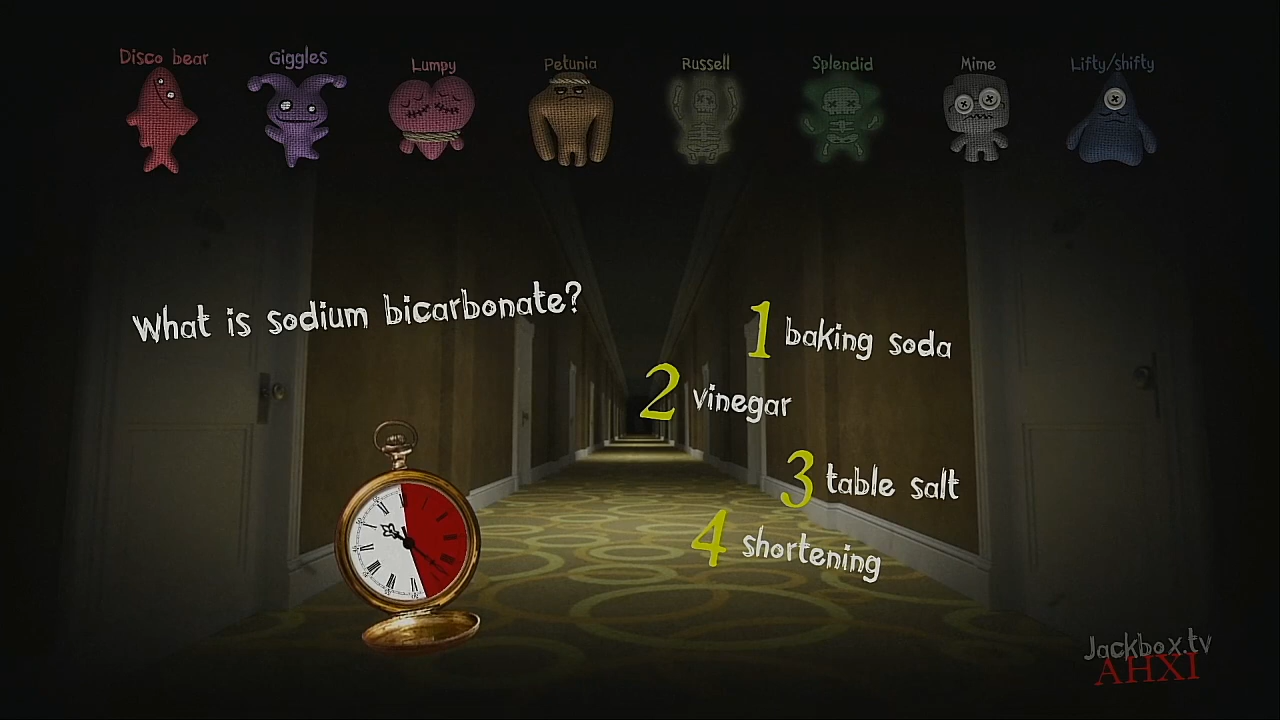 Disco bear
Giggles
Lumpy
Petunia
Russell
Splendid
Mime
Lifty/shifty
What is sodium bicarbonate?
1 baking soda
2 vinegar
3 table salt
4 shortening
Jackbox.tv
AHXI